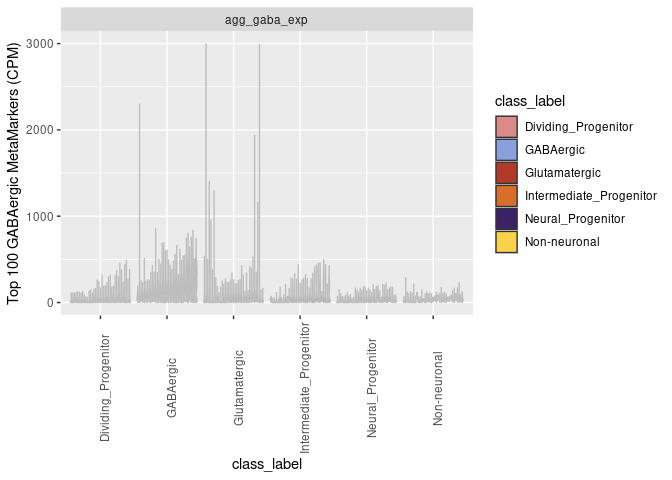 agg_gaba_exp
Top 100 GABAergic MetaMarkers (CPM)
3000
2000
1000
0
Dividing_Progenitor
GABAergic
Glutamatergic
Intermediate_Progenitor
Neural_Progenitor
Non-neuronal
class_label
class_label
Dividing_Progenitor
GABAergic
Glutamatergic
Intermediate_Progenitor
Neural_Progenitor
Non-neuronal